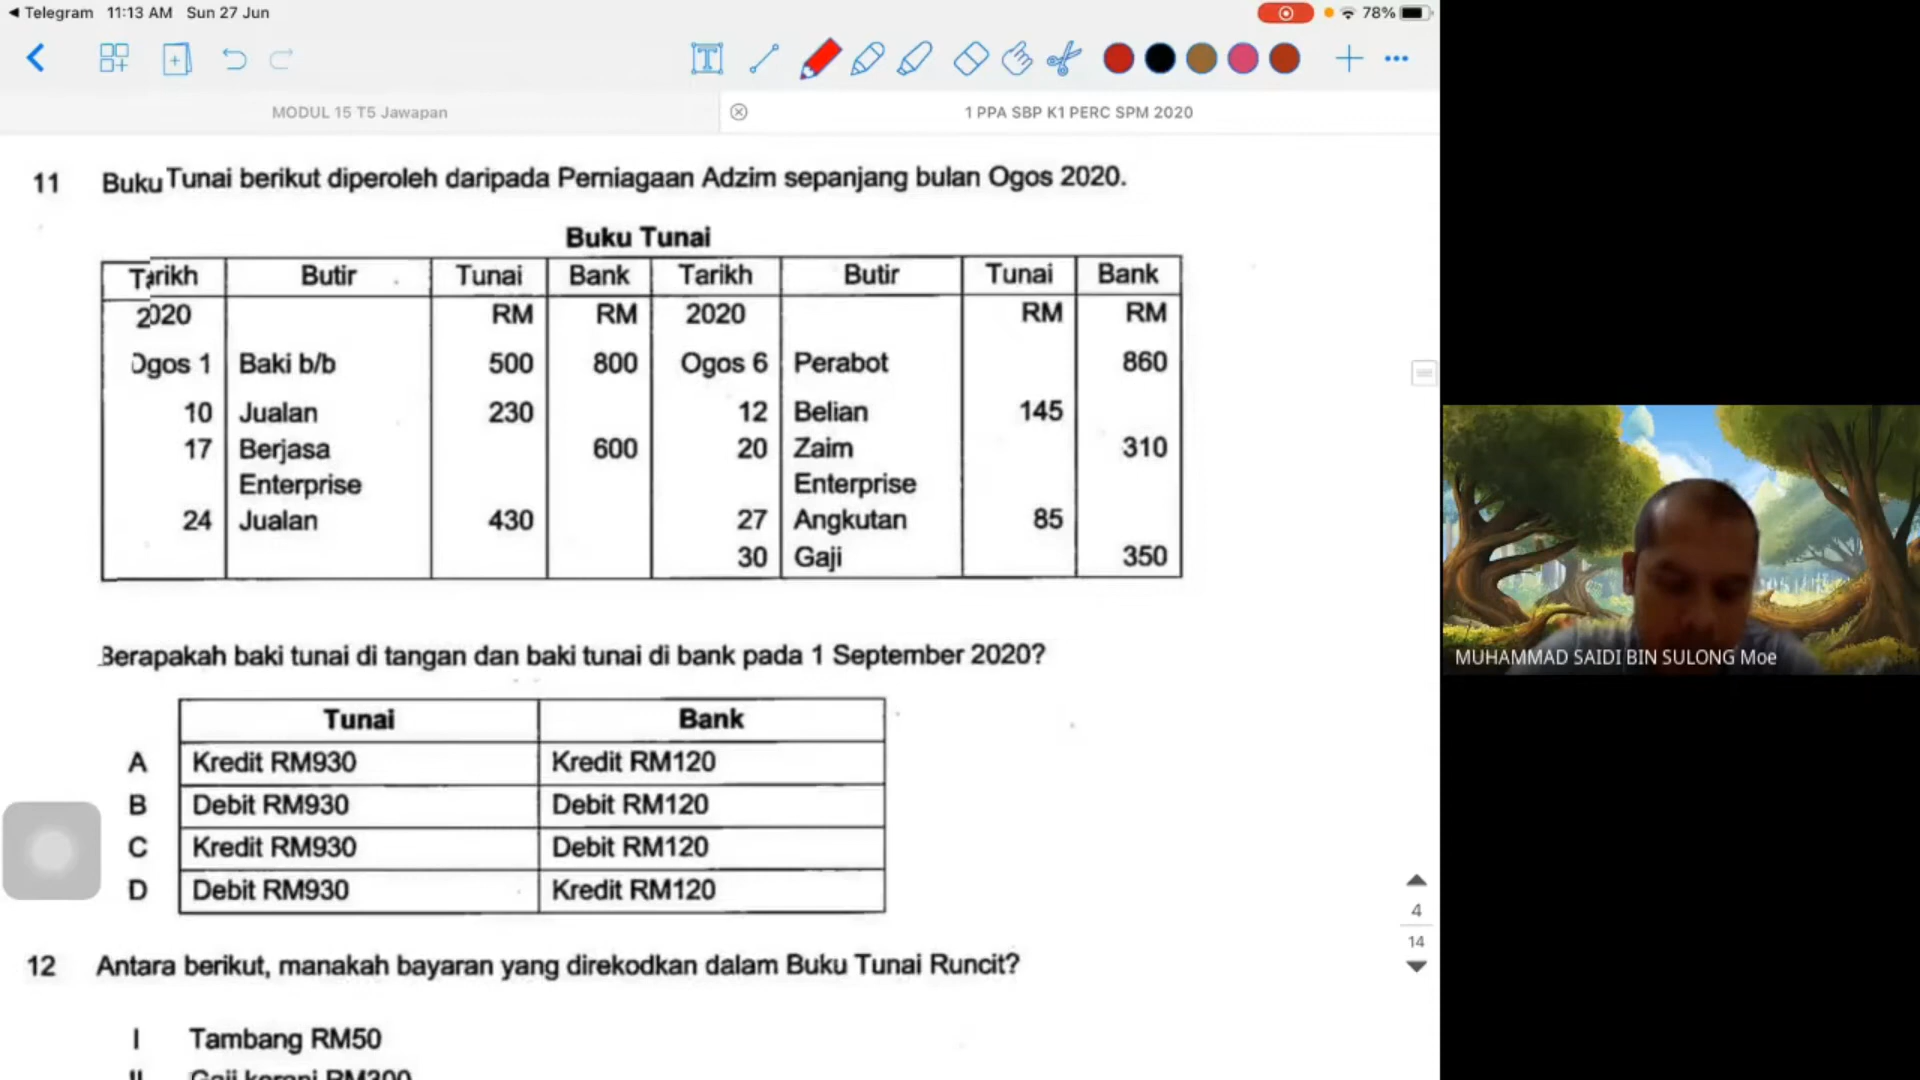 Telegram 11:13 AM Sun 27 Jun 78%
MODUL 15 T5 Jawapan 1 PPA SBP K1 PERC SPM 2020
11 Buku Tunai berikut diperoleh daripada Perniagaan Adzim sepanjang bulan Ogos 2020.
Buku Tunai
Tarikh Butir Tunai Bank Tarikh Butir Tunai Bank
2020 RM RM 2020 RM RM
Ogos 1 Baki b/b 500 800 Ogos 6 Perabot 860
10 Jualan 230 12 Belian 145
17 Berjasa 600 20 Zaim 310
Enterprise Enterprise
24 Jualan 430 27 Angkutan 85
30 Gaji 350
Berapakah baki tunai di tangan dan baki tunai di bank pada 1 September 2020?
Tunai Bank
A Kredit RM930 Kredit RM120
B Debit RM930 Debit RM120
C Kredit RM930 Debit RM120
D Debit RM930 Kredit RM120
12 Antara berikut, manakah bayaran yang direkodkan dalam Buku Tunai Runcit?
I Tambang RM50
II Gaji kerani RM300
4
14
MUHAMMAD SAIDI BIN SULONG Moe